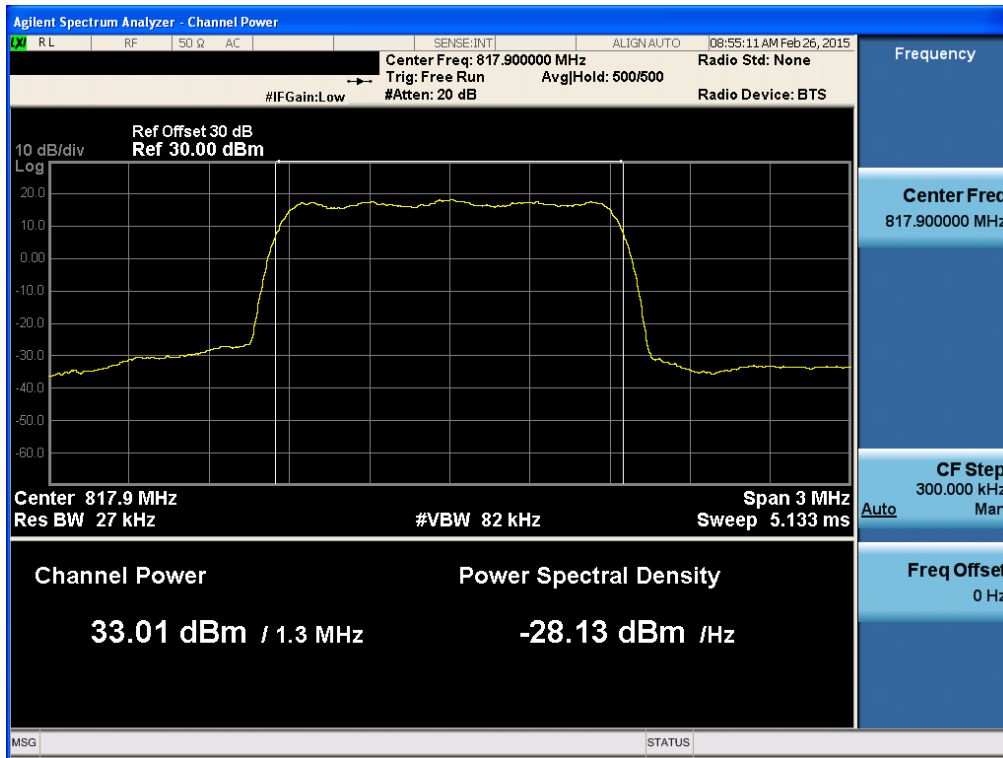 Agilent Spectrum Analyzer - Channel Power
LXI RL RF 50 Ω AC SENSE:INT ALIGN AUTO 08:55:11 AM Feb 26, 2015
Center Freq: 817.900000 MHz Radio Std: None
Trig: Free Run Avg|Hold: 500/500
#IFGain:Low #Atten: 20 dB Radio Device: BTS
Frequency
Ref Offset 30 dB
10 dB/div Ref 30.00 dBm
Log
20.0
10.0
0.00
-10.0
-20.0
-30.0
-40.0
-50.0
-60.0
Center 817.9 MHz Span 3 MHz
Res BW 27 kHz #VBW 82 kHz Sweep 5.133 ms
Channel Power Power Spectral Density
33.01 dBm / 1.3 MHz -28.13 dBm /Hz
Center Freq
817.900000 MHz
CF Step
300.000 kHz
Auto Man
Freq Offset
0 Hz
MSG STATUS